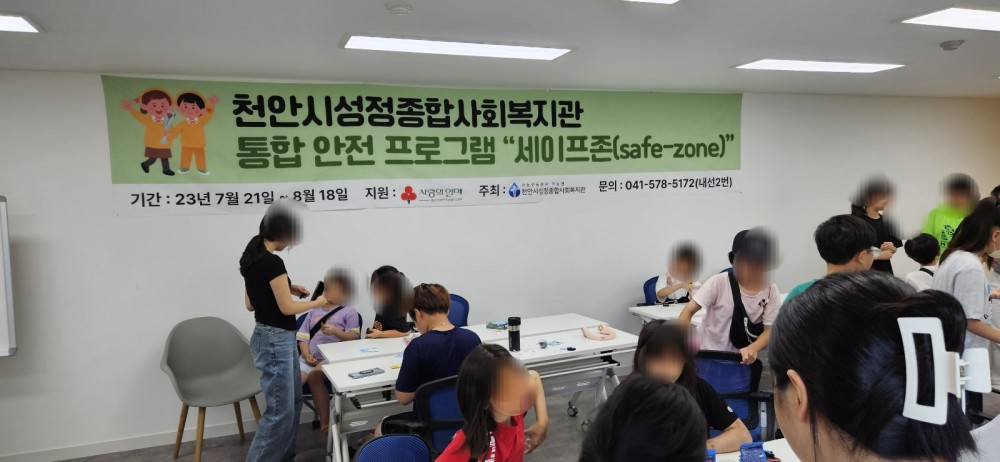 천안시성정종합사회복지관
통합 안전 프로그램 “세이프존(safe-zone)”
기간 : 23년 7월 21일 ~ 8월 18일 지원 : 사랑의열매 주최 : 천안시성정종합사회복지관 문의 : 041-578-5172(내선2번)